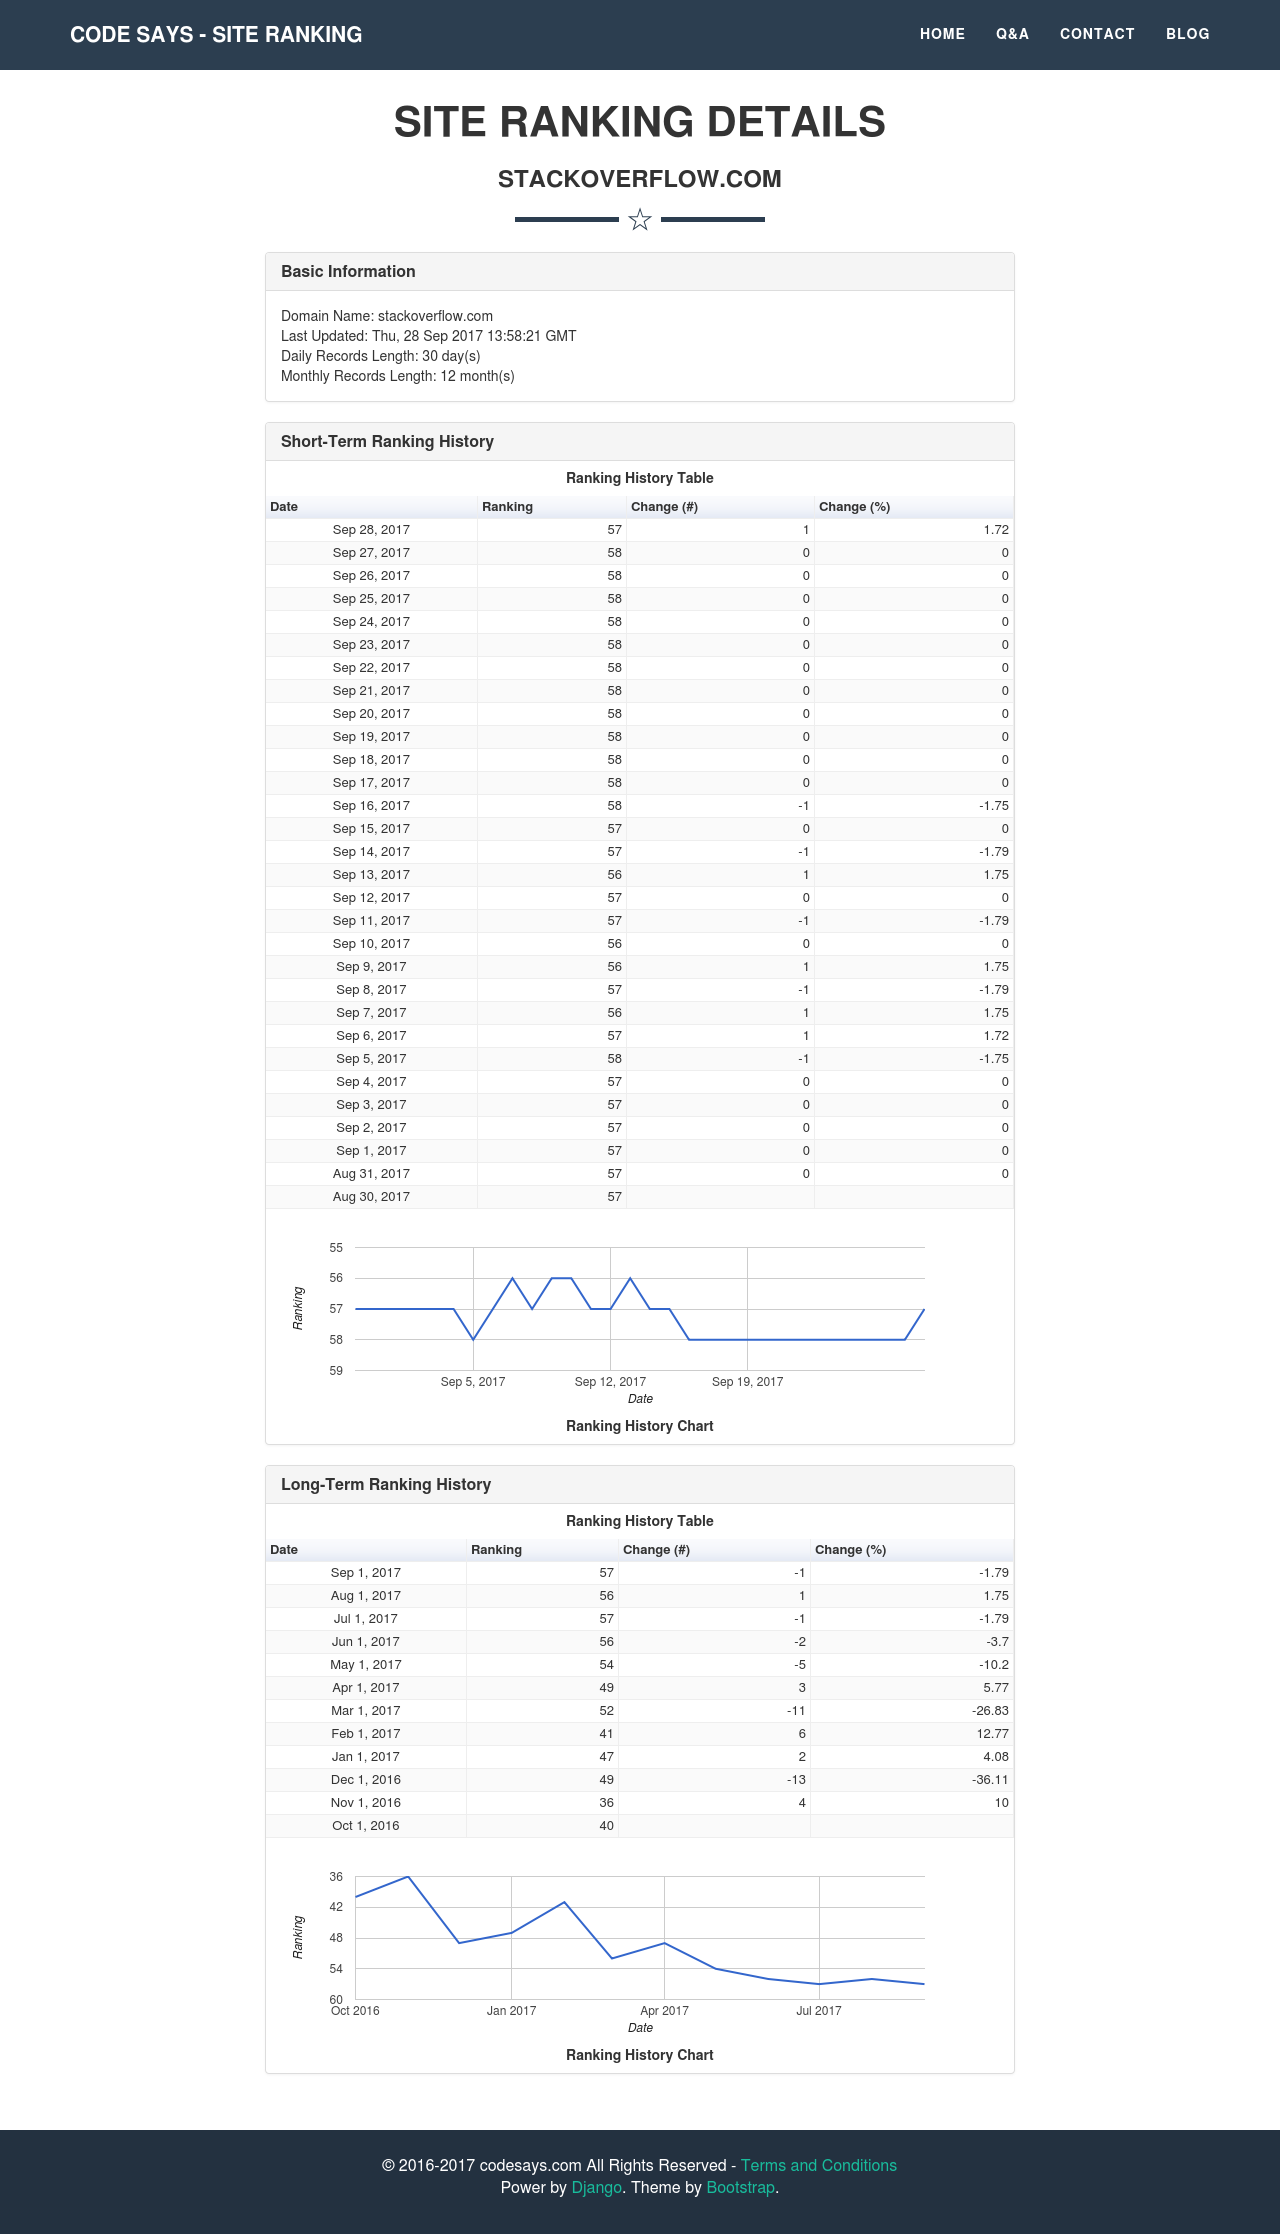 CODE SAYS - SITE RANKING HOME Q&A CONTACT BLOG
SITE RANKING DETAILS
STACKOVERFLOW.COM
Basic Information
Domain Name: stackoverflow.com
Last Updated: Thu, 28 Sep 2017 13:58:21 GMT
Daily Records Length: 30 day(s)
Monthly Records Length: 12 month(s)
Short-Term Ranking History
Ranking History Table
Date Ranking Change (#) Change (%)
Sep 28, 2017 57 1 1.72
Sep 27, 2017 58 0 0
Sep 26, 2017 58 0 0
Sep 25, 2017 58 0 0
Sep 24, 2017 58 0 0
Sep 23, 2017 58 0 0
Sep 22, 2017 58 0 0
Sep 21, 2017 58 0 0
Sep 20, 2017 58 0 0
Sep 19, 2017 58 0 0
Sep 18, 2017 58 0 0
Sep 17, 2017 58 0 0
Sep 16, 2017 58 -1 -1.75
Sep 15, 2017 57 0 0
Sep 14, 2017 57 -1 -1.79
Sep 13, 2017 56 1 1.75
Sep 12, 2017 57 0 0
Sep 11, 2017 57 -1 -1.79
Sep 10, 2017 56 0 0
Sep 9, 2017 56 1 1.75
Sep 8, 2017 57 -1 -1.79
Sep 7, 2017 56 1 1.75
Sep 6, 2017 57 1 1.72
Sep 5, 2017 58 -1 -1.75
Sep 4, 2017 57 0 0
Sep 3, 2017 57 0 0
Sep 2, 2017 57 0 0
Sep 1, 2017 57 0 0
Aug 31, 2017 57 0 0
Aug 30, 2017 57
55
56
57
58
59
Ranking
Sep 5, 2017 Sep 12, 2017 Sep 19, 2017
Date
Ranking History Chart
Long-Term Ranking History
Ranking History Table
Date Ranking Change (#) Change (%)
Sep 1, 2017 57 -1 -1.79
Aug 1, 2017 56 1 1.75
Jul 1, 2017 57 -1 -1.79
Jun 1, 2017 56 -2 -3.7
May 1, 2017 54 -5 -10.2
Apr 1, 2017 49 3 5.77
Mar 1, 2017 52 -11 -26.83
Feb 1, 2017 41 6 12.77
Jan 1, 2017 47 2 4.08
Dec 1, 2016 49 -13 -36.11
Nov 1, 2016 36 4 10
Oct 1, 2016 40
36
42
48
54
60
Ranking
Oct 2016 Jan 2017 Apr 2017 Jul 2017
Date
Ranking History Chart
© 2016-2017 codesays.com All Rights Reserved - Terms and Conditions
Power by Django. Theme by Bootstrap.